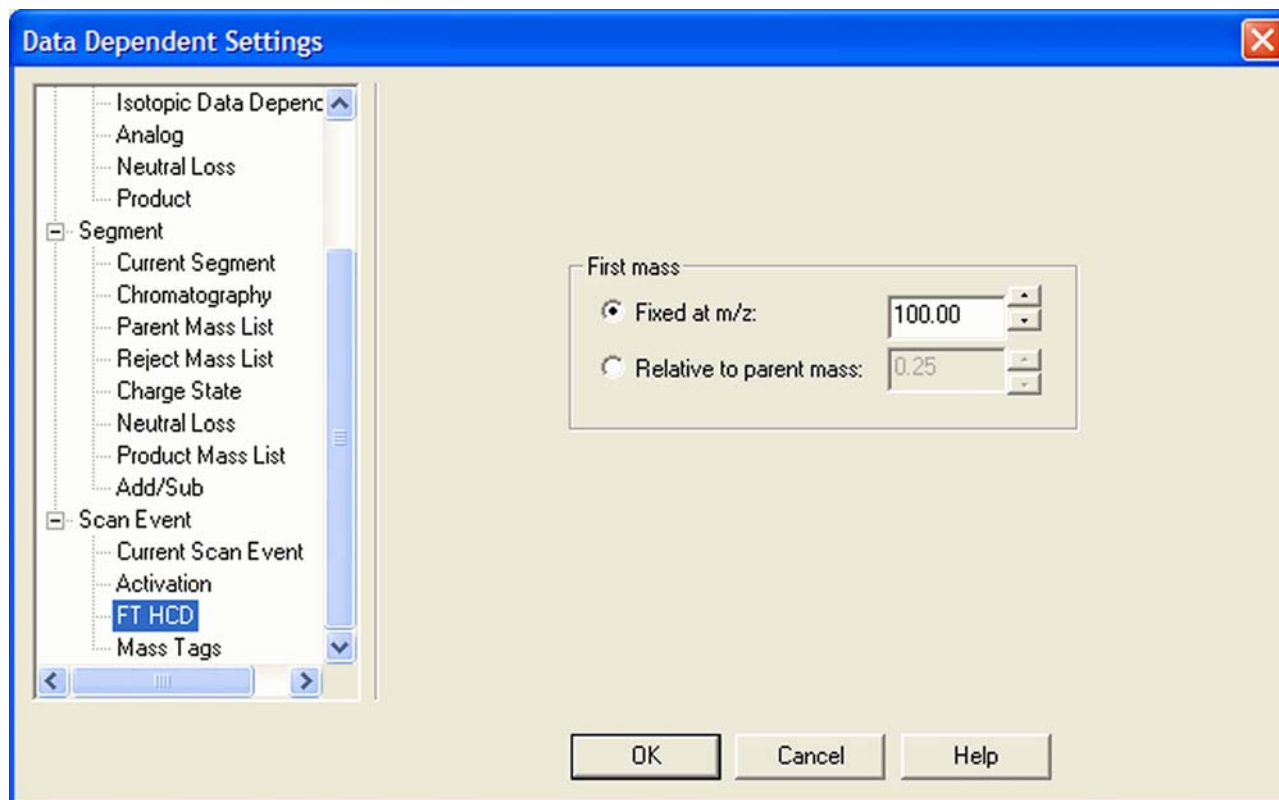 Data Dependent Settings
Isotopic Data Depenc
Analog
Neutral Loss
Product
Segment
Current Segment
Chromatography
Parent Mass List
Reject Mass List
Charge State
Neutral Loss
Product Mass List
Add/Sub
Scan Event
Current Scan Event
Activation
FT HCD
Mass Tags
First mass
Fixed at m/z: 100.00
Relative to parent mass: 0.25
OK Cancel Help